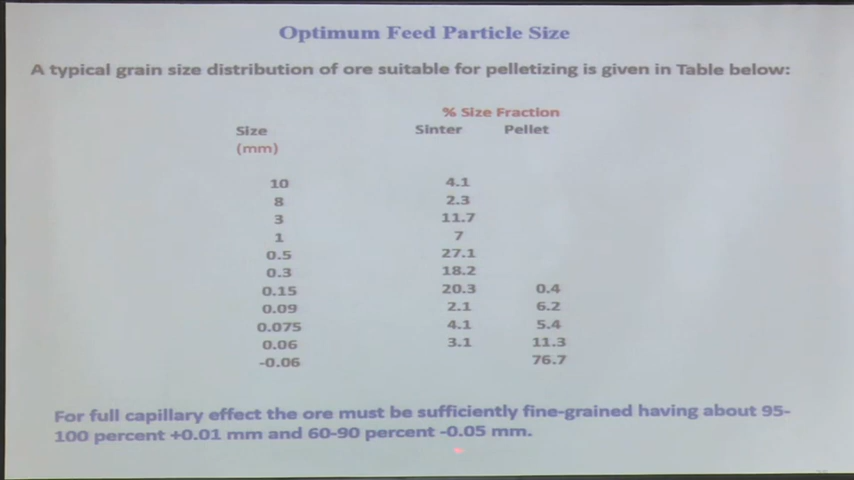 Optimum Feed Particle Size
A typical grain size distribution of ore suitable for pelletizing is given in Table below:
% Size Fraction
Size Sinter Pellet
(mm)
10 4.1
8 2.3
3 11.7
1 7
0.5 27.1
0.3 18.2
0.15 20.3 0.4
0.09 2.1 6.2
0.075 4.1 5.4
0.06 3.1 11.3
-0.06 76.7
For full capillary effect the ore must be sufficiently fine-grained having about 95-
100 percent +0.01 mm and 60-90 percent -0.05 mm.